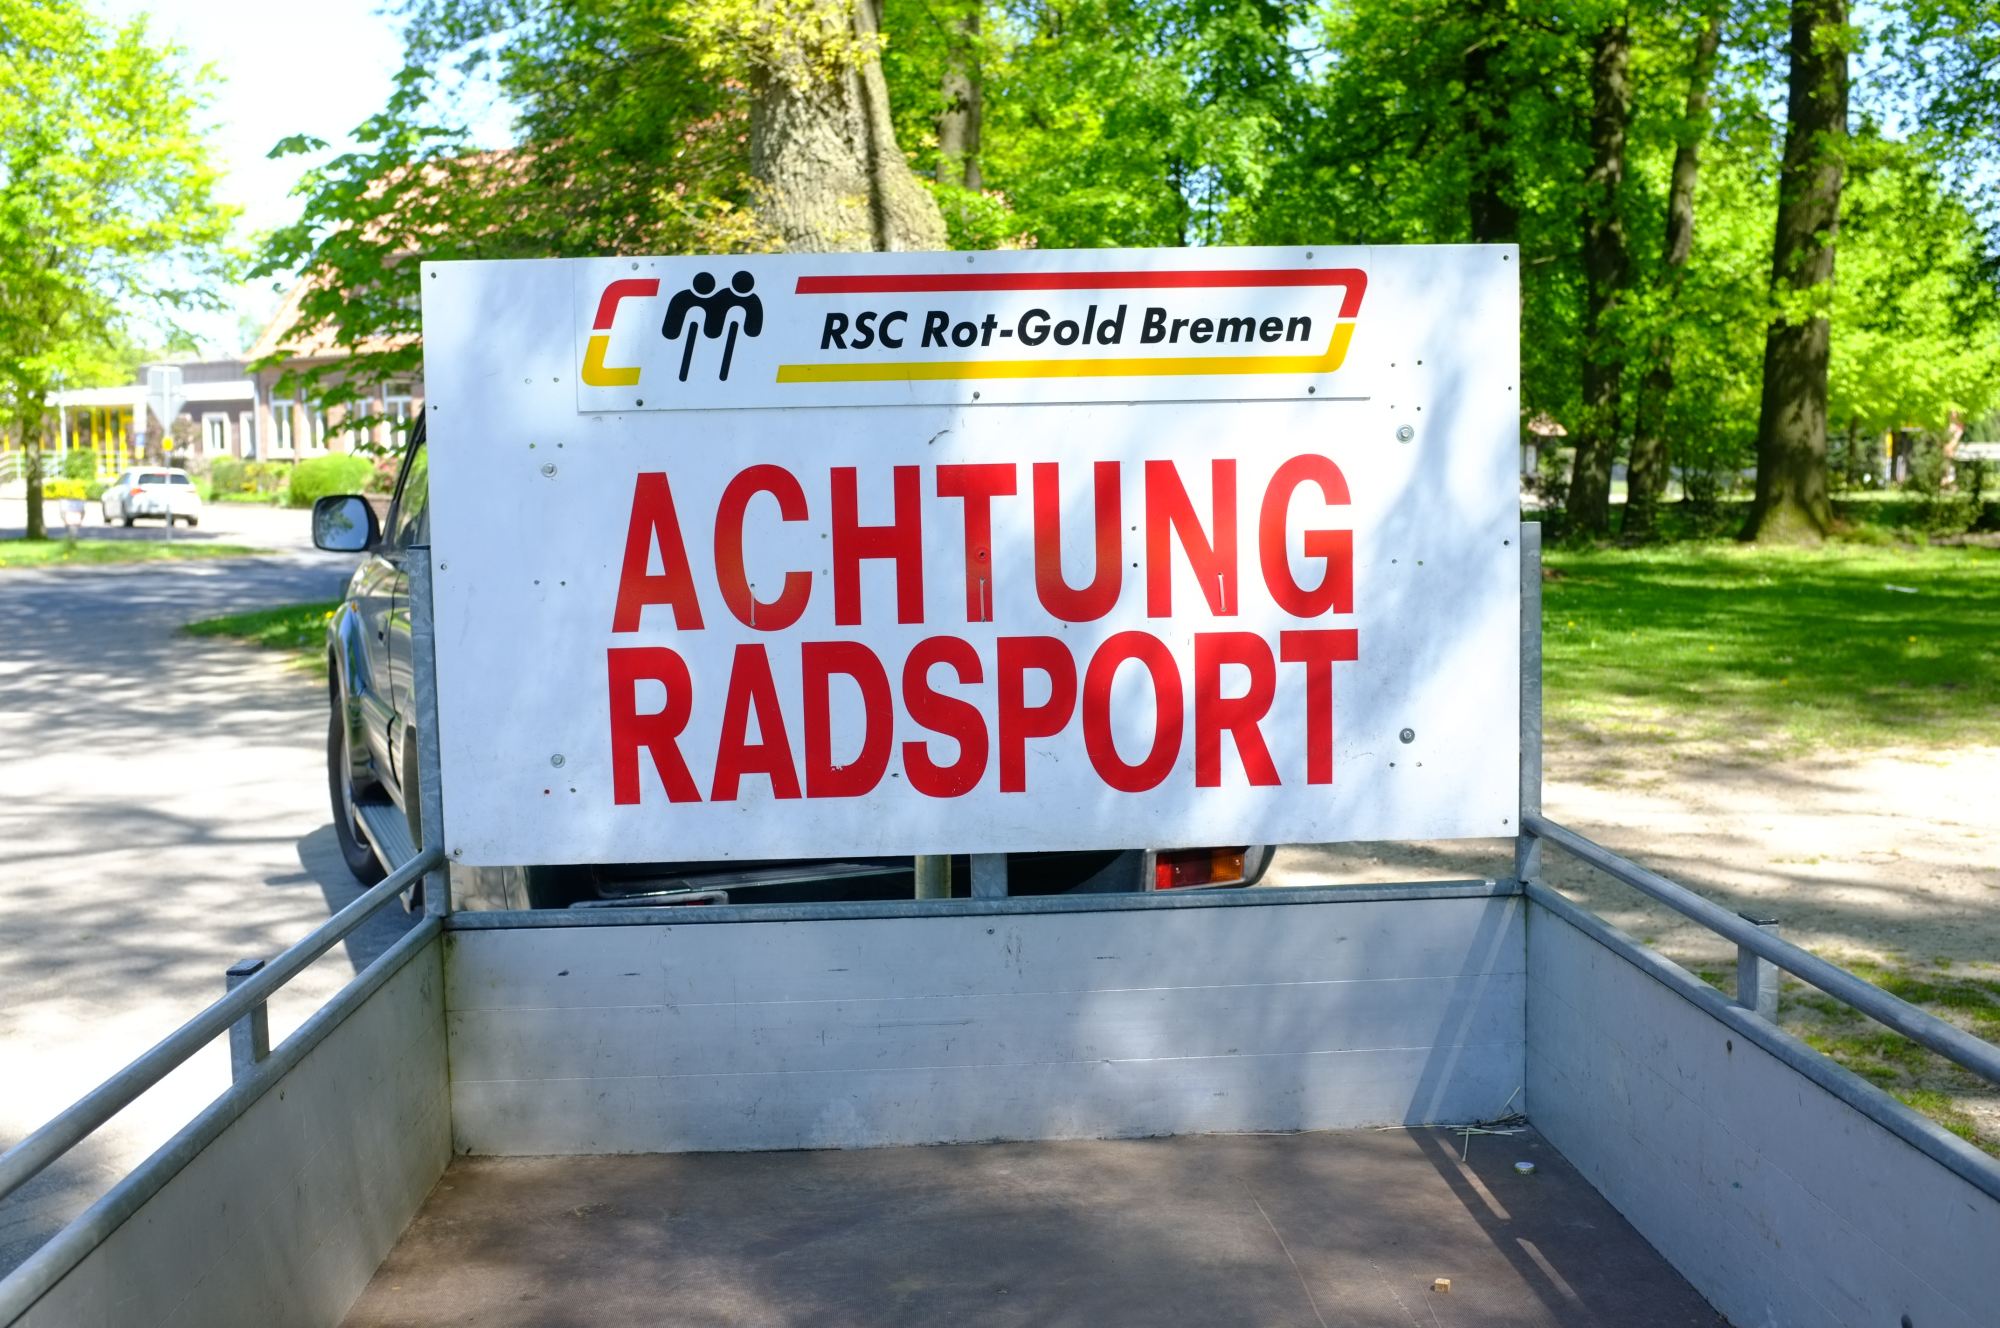 RSC Rot-Gold Bremen
ACHTUNG
RADSPORT